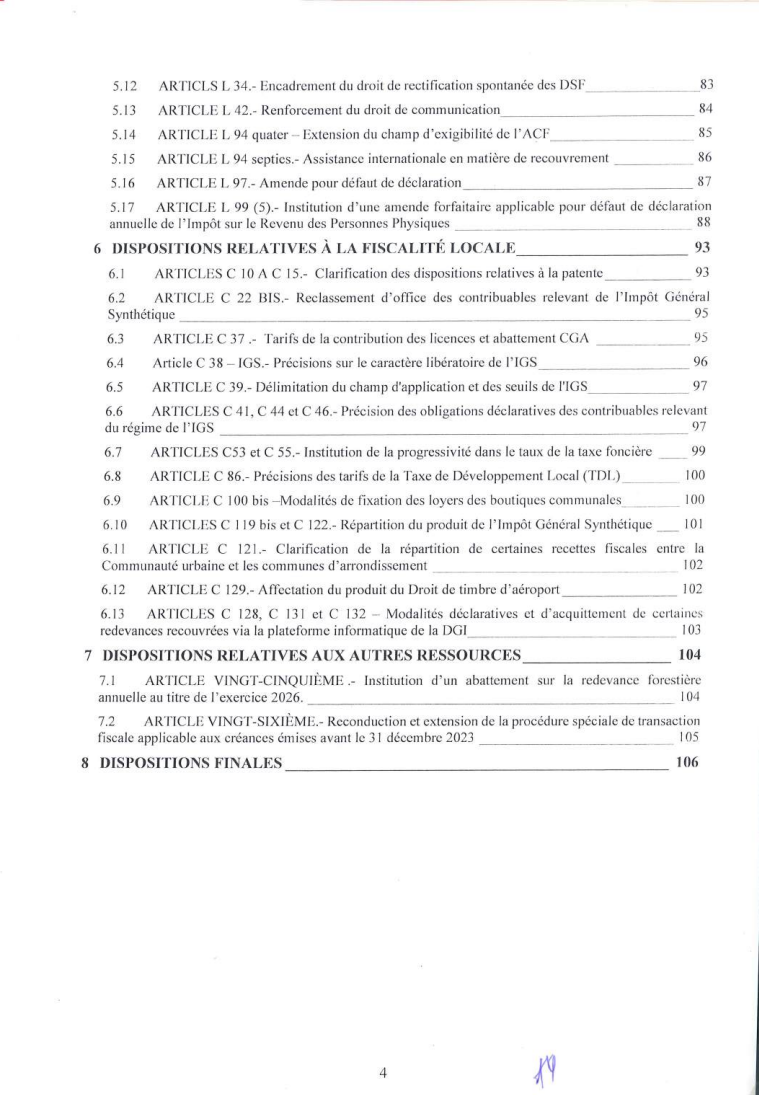 5.12 ARTICLS L 34.- Encadrement du droit de rectification spontanée des DSF 83
5.13 ARTICLE L 42.- Renforcement du droit de communication 84
5.14 ARTICLE L 94 quater – Extension du champ d'exigibilité de l'ACF 85
5.15 ARTICLE L 94 septies.- Assistance internationale en matière de recouvrement 86
5.16 ARTICLE L 97.- Amende pour défaut de déclaration 87
5.17 ARTICLE L 99 (5).- Institution d'une amende forfaitaire applicable pour défaut de déclaration
annuelle de l'Impôt sur le Revenu des Personnes Physiques 88
6 DISPOSITIONS RELATIVES À LA FISCALITÉ LOCALE 93
6.1 ARTICLES C 10 A C 15.- Clarification des dispositions relatives à la patente 93
6.2 ARTICLE C 22 BIS.- Reclassement d'office des contribuables relevant de l'Impôt Général
Synthétique 95
6.3 ARTICLE C 37 .- Tarifs de la contribution des licences et abattement CGA 95
6.4 Article C 38 – IGS.- Précisions sur le caractère libératoire de l'IGS 96
6.5 ARTICLE C 39.- Délimitation du champ d'application et des seuils de l'IGS 97
6.6 ARTICLES C 41, C 44 et C 46.- Précision des obligations déclaratives des contribuables relevant
du régime de l'IGS 97
6.7 ARTICLES C53 et C 55.- Institution de la progressivité dans le taux de la taxe foncière 99
6.8 ARTICLE C 86.- Précisions des tarifs de la Taxe de Développement Local (TDL) 100
6.9 ARTICLE C 100 bis –Modalités de fixation des loyers des boutiques communales 100
6.10 ARTICLES C 119 bis et C 122.- Répartition du produit de l'Impôt Général Synthétique 101
6.11 ARTICLE C 121.- Clarification de la répartition de certaines recettes fiscales entre la
Communauté urbaine et les communes d'arrondissement 102
6.12 ARTICLE C 129.- Affectation du produit du Droit de timbre d'aéroport 102
6.13 ARTICLES C 128, C 131 et C 132 – Modalités déclaratives et d'acquittement de certaines
redevances recouvrées via la plateforme informatique de la DGI 103
7 DISPOSITIONS RELATIVES AUX AUTRES RESSOURCES 104
7.1 ARTICLE VINGT-CINQUIÈME .- Institution d'un abattement sur la redevance forestière
annuelle au titre de l'exercice 2026. 104
7.2 ARTICLE VINGT-SIXIÈME.- Reconduction et extension de la procédure spéciale de transaction
fiscale applicable aux créances émises avant le 31 décembre 2023 105
8 DISPOSITIONS FINALES 106
4